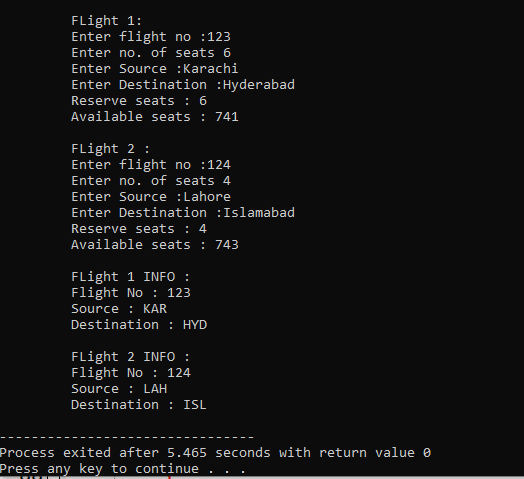 FLight 1:
Enter flight no :123
Enter no. of seats 6
Enter Source :Karachi
Enter Destination :Hyderabad
Reserve seats : 6
Available seats : 741
FLight 2 :
Enter flight no :124
Enter no. of seats 4
Enter Source :Lahore
Enter Destination :Islamabad
Reserve seats : 4
Available seats : 743
FLight 1 INFO :
Flight No : 123
Source : KAR
Destination : HYD
FLight 2 INFO :
Flight No : 124
Source : LAH
Destination : ISL
--------------------------------
Process exited after 5.465 seconds with return value 0
Press any key to continue . . .